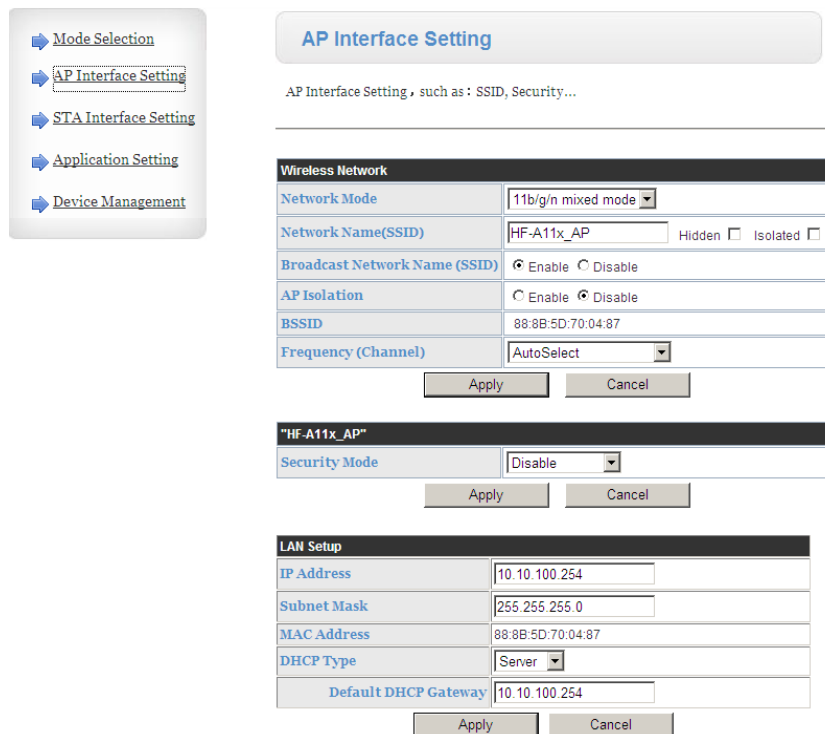 Mode Selection
AP Interface Setting
STA Interface Setting
Application Setting
Device Management
AP Interface Setting
AP Interface Setting，such as：SSID, Security...
Wireless Network
Network Mode 11b/g/n mixed mode
Network Name(SSID) HF-A11x_AP Hidden Isolated
Broadcast Network Name (SSID) Enable Disable
AP Isolation Enable Disable
BSSID 88:8B:5D:70:04:87
Frequency (Channel) AutoSelect
Apply Cancel
"HF-A11x_AP"
Security Mode Disable
Apply Cancel
LAN Setup
IP Address 10.10.100.254
Subnet Mask 255.255.255.0
MAC Address 88:8B:5D:70:04:87
DHCP Type Server
Default DHCP Gateway 10.10.100.254
Apply Cancel